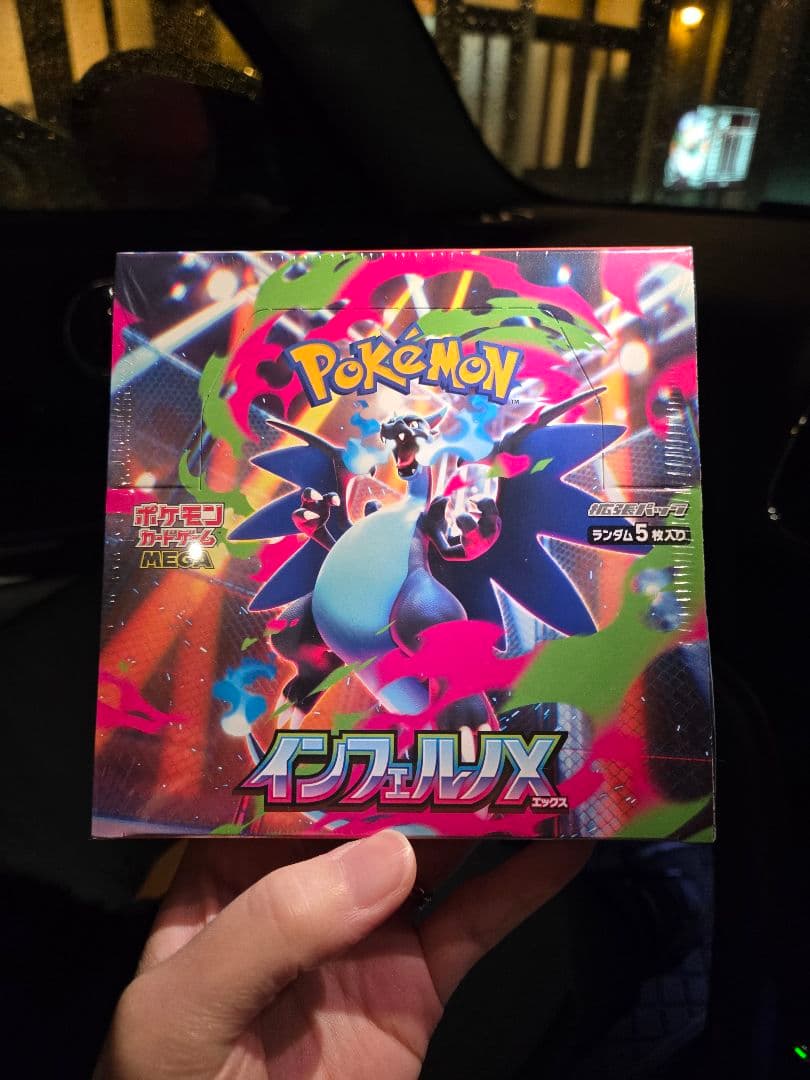 POKÉMON
TM
ポケモン
カードゲーム
MEGA
拡張パック
ランダム5枚入り
インフェルノX
エックス